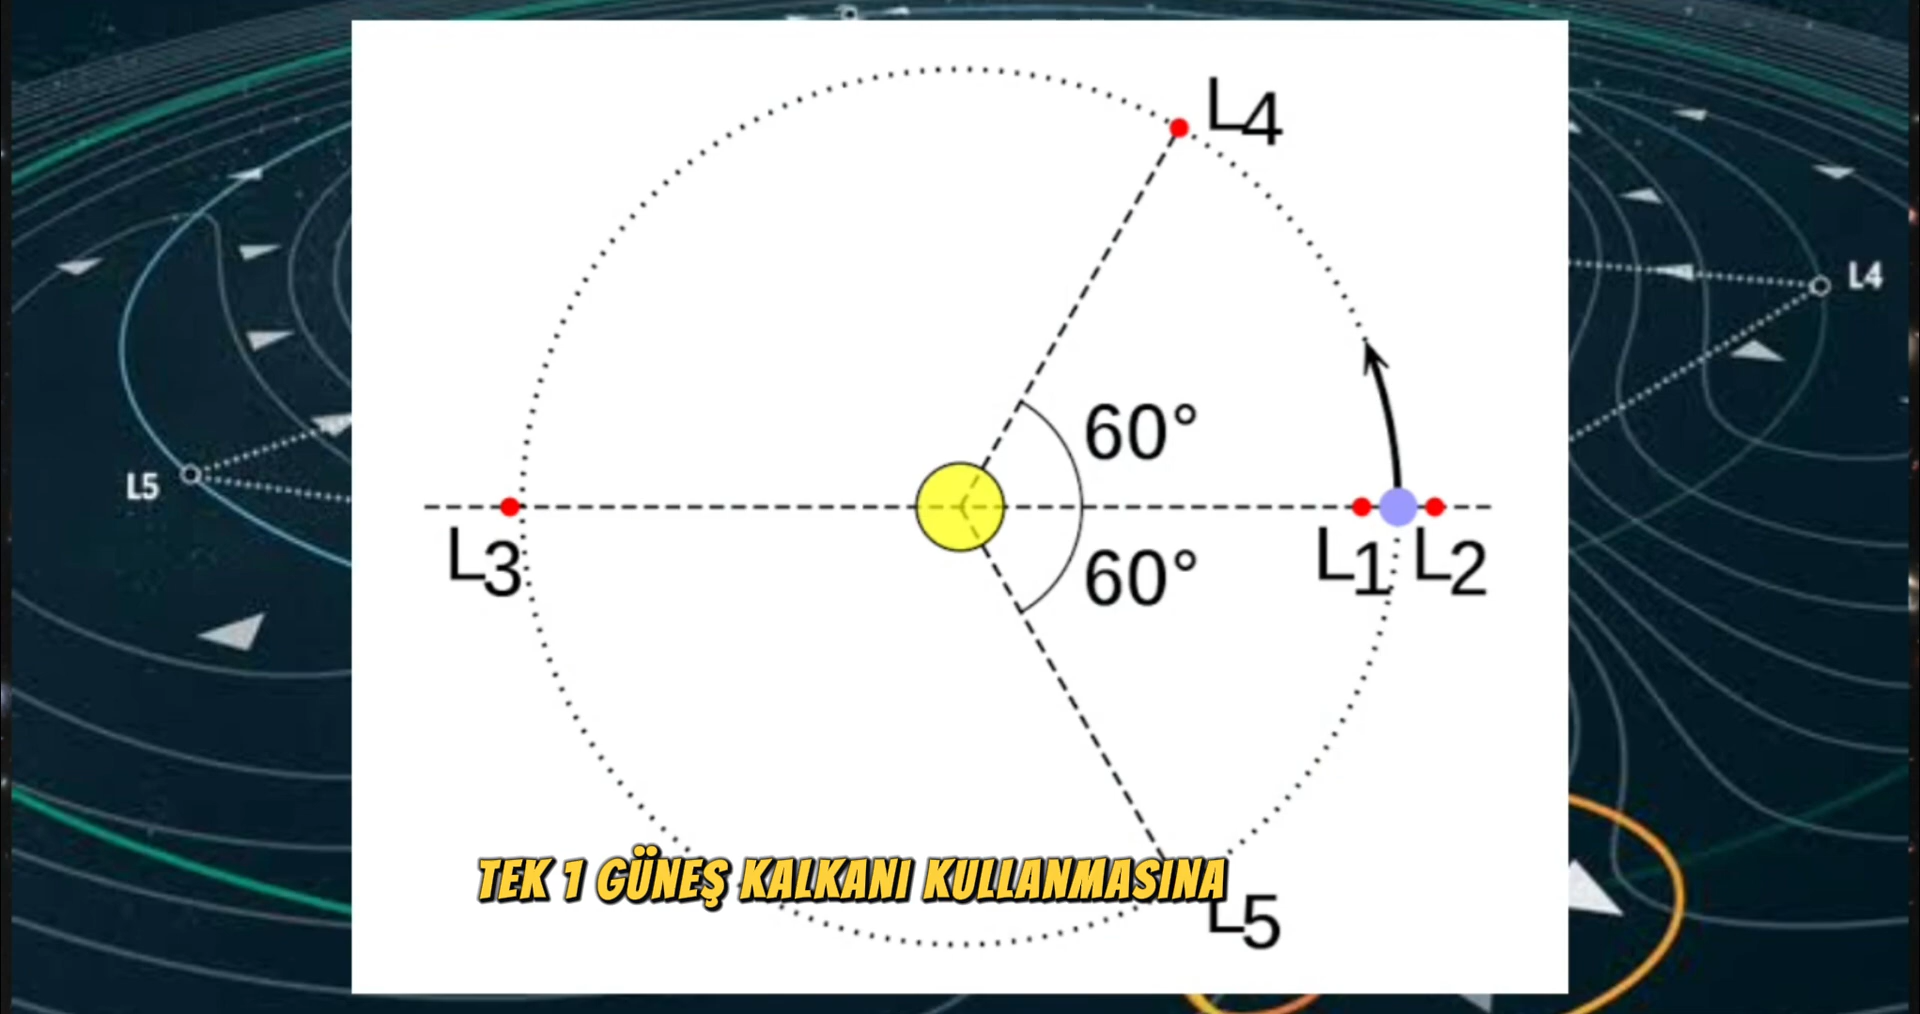 L4
L4
60°
L5
L3
L1
L2
60°
TEK 1 GÜNEŞ KALKANI KULLANMASINA
L5